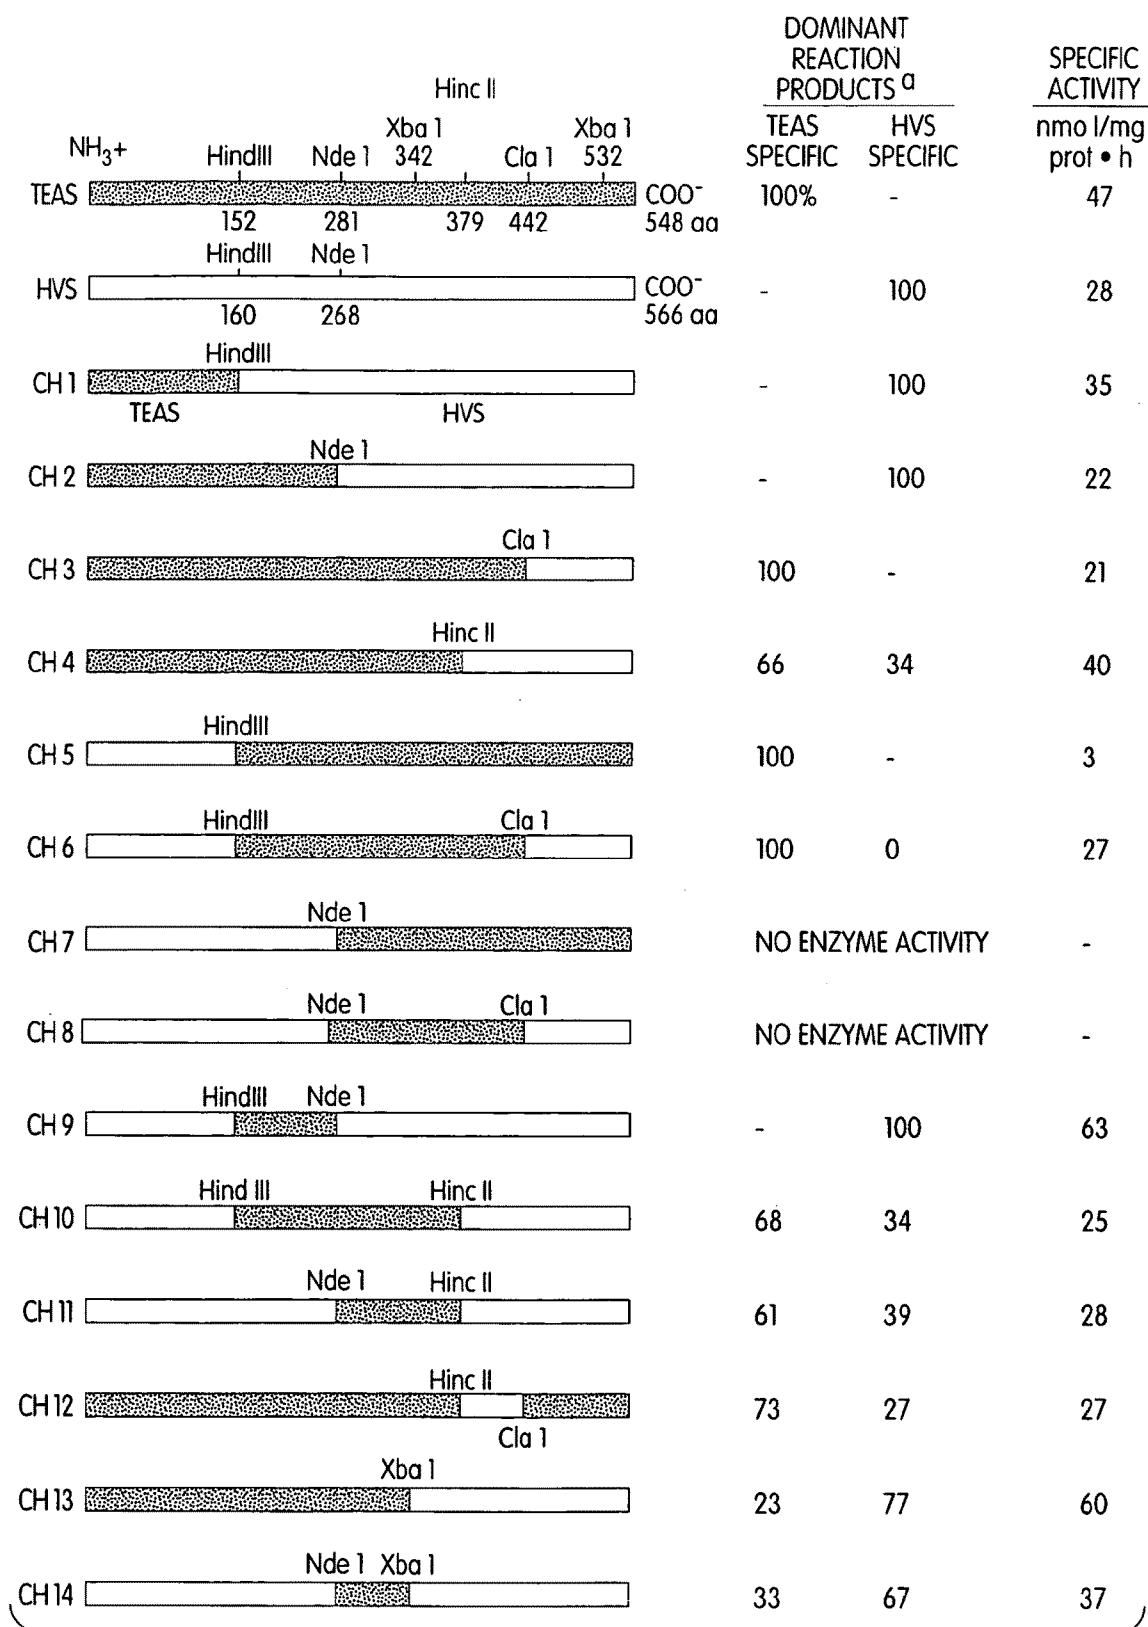 DOMINANT
REACTION
PRODUCTS a
SPECIFIC
ACTIVITY
TEAS
SPECIFIC
HVS
SPECIFIC
nmo l/mg
prot • h
Hinc II
NH3+ HindIII Nde 1 Xba 1 342 Cla 1 Xba 1 532
TEAS COO- 100% - 47
152 281 379 442 548 aa
HindIII Nde 1
HVS COO- - 100 28
160 268 566 aa
HindIII
CH 1 - 100 35
TEAS HVS
Nde 1
CH 2 - 100 22
Cla 1
CH 3 100 - 21
Hinc II
CH 4 66 34 40
HindIII
CH 5 100 - 3
HindIII Cla 1
CH 6 100 0 27
Nde 1
CH 7 NO ENZYME ACTIVITY -
Nde 1 Cla 1
CH 8 NO ENZYME ACTIVITY -
HindIII Nde 1
CH 9 - 100 63
Hind III Hinc II
CH 10 68 34 25
Nde 1 Hinc II
CH 11 61 39 28
Hinc II
CH 12 73 27 27
Cla 1
Xba 1
CH 13 23 77 60
Nde 1 Xba 1
CH 14 33 67 37